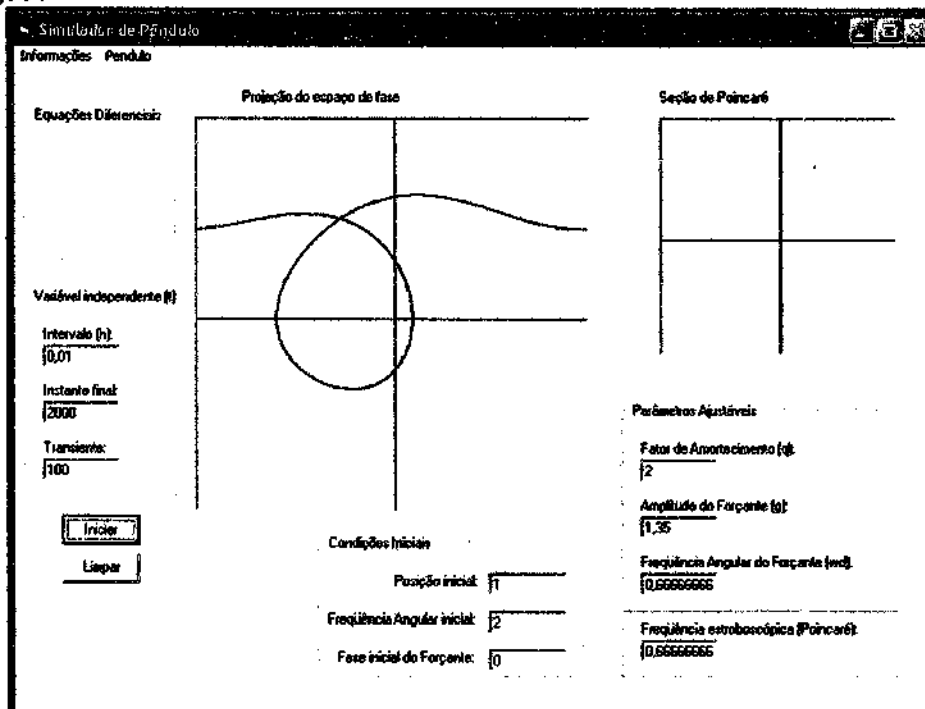 Simulador de Pêndulo
Informações Pendulo
Equações Diferenciais
Projeção do espaço de fase
Seção de Poincaré
Variável independente (t)
Intervalo (h):
0,01
Instante final:
2000
Transiente:
100
Iniciar
Limpar
Condições Iniciais
Posição inicial: 1
Freqüência Angular inicial: 2
Fase inicial do Forçante: 0
Parâmetros Ajustáveis
Fator de Amortecimento (q):
2
Amplitude do Forçante (g):
1,35
Freqüência Angular do Forçante (wd):
0,66666666
Freqüência estroboscópica (Poincaré):
0,66666666